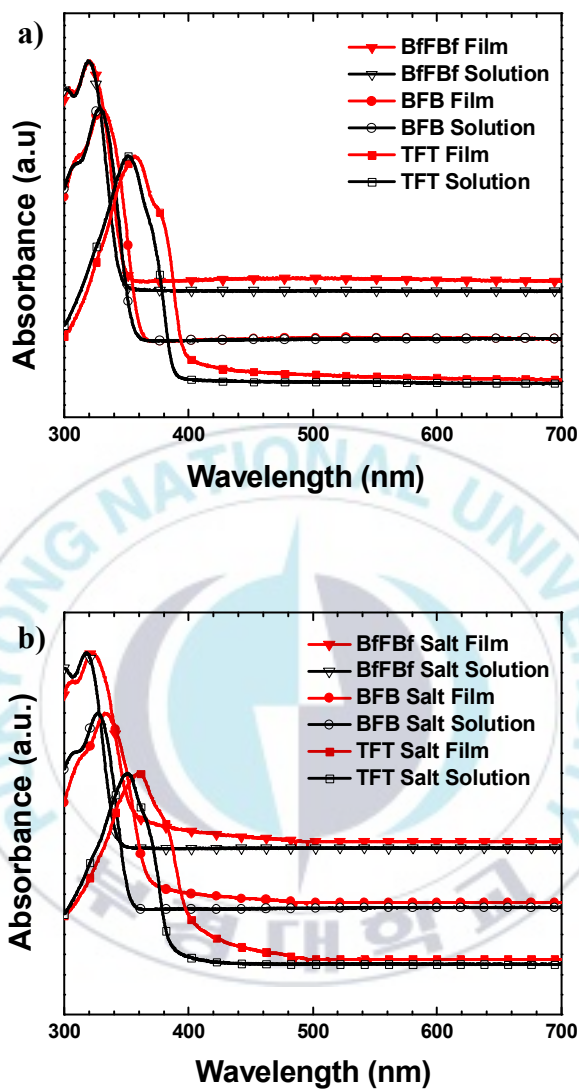 a)
BfFBf Film
BfFBf Solution
BFB Film
BFB Solution
TFT Film
TFT Solution
Absorbance (a.u)
300 400 500 600 700
Wavelength (nm)
b)
BfFBf Salt Film
BfFBf Salt Solution
BFB Salt Film
BFB Salt Solution
TFT Salt Film
TFT Salt Solution
Absorbance (a.u.)
300 400 500 600 700
Wavelength (nm)
NATIONAL